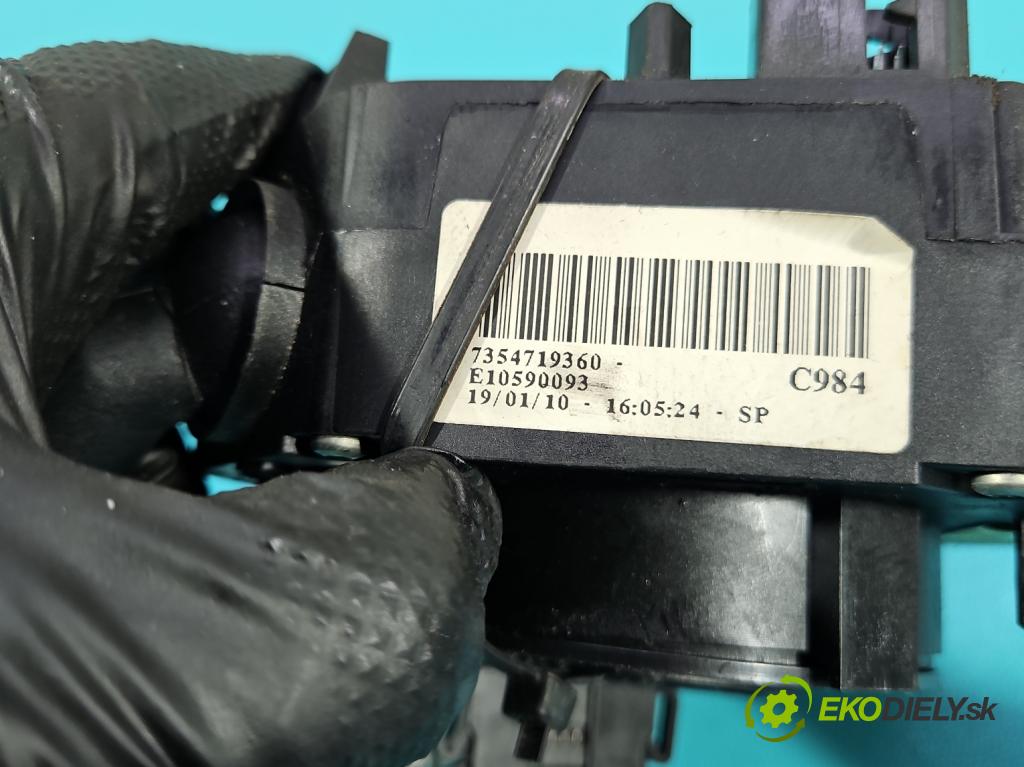 7354719360 -
E10590093 C984
19/01/10 - 16:05:24 - SP
EKODIELY.sk